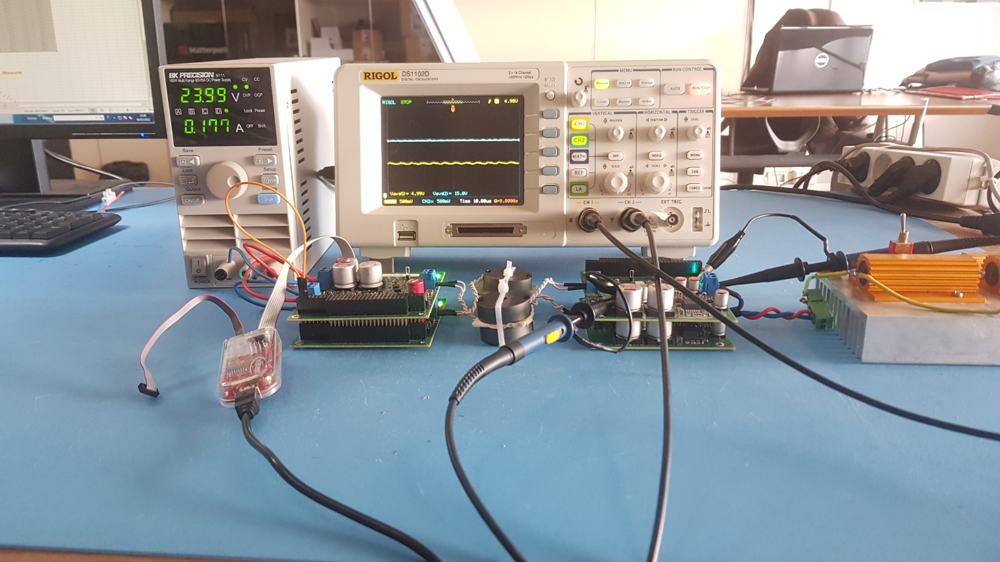 Matterport
BK PRECISION 9111
180W Multi Range 60V/8A DC Power Supply
CV CC
23.99 V
OVP OCP
A B C D
Lock Preset
0.177 A
OFF Shift
Save
Preset
A
B
Lock
Setup
C
D V/A
Output
On/Off
Shift
POWER
RIGOL DS1102D
DIGITAL OSCILLOSCOPE
2 + 16 Channel
100MHz 1GSa/s
RIGOL STOP
4.98V
Vavg(1)= 4.99V Vavg(2)= 15.0V
500mV CH2= 500mV Time 10.00us 0.0000s
MENU
RUN CONTROL
Measure Acquire Storage
AUTO
RUN/STOP
Cursor Display Utility
VERTICAL HORIZONTAL TRIGGER
CH1
POSITION
POSITION
LEVEL
CH2
MATH
OFF
MENU
MENU
REF
SCALE
SCALE
50%
LA
FORCE Local
CH 1
CH 2
EXT TRIG
X
Y
DELL